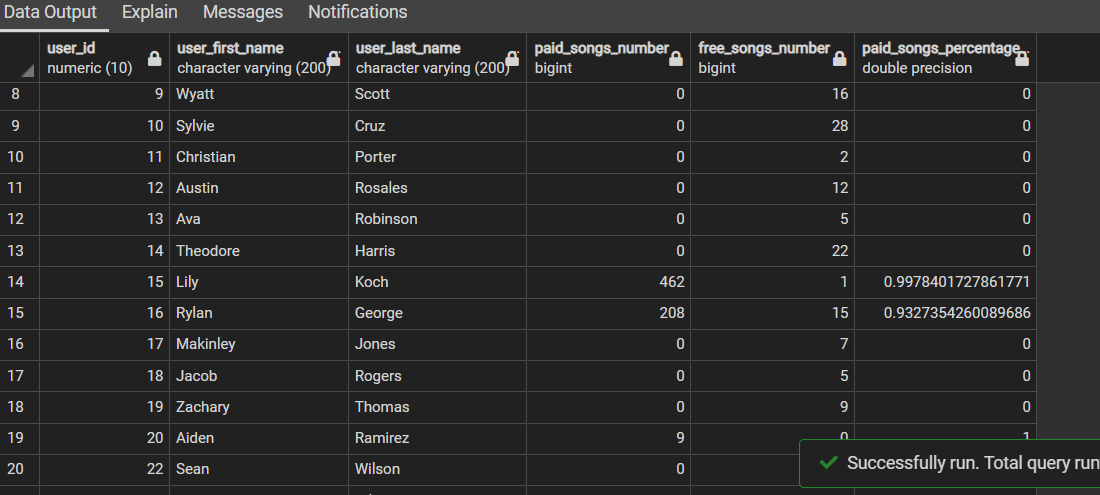 Data Output Explain Messages Notifications
user_id user_first_name user_last_name paid_songs_number free_songs_number paid_songs_percentage
numeric (10) character varying (200) character varying (200) bigint bigint double precision
8 9 Wyatt Scott 0 16 0
9 10 Sylvie Cruz 0 28 0
10 11 Christian Porter 0 2 0
11 12 Austin Rosales 0 12 0
12 13 Ava Robinson 0 5 0
13 14 Theodore Harris 0 22 0
14 15 Lily Koch 462 1 0.9978401727861771
15 16 Rylan George 208 15 0.9327354260089686
16 17 Makinley Jones 0 7 0
17 18 Jacob Rogers 0 5 0
18 19 Zachary Thomas 0 9 0
19 20 Aiden Ramirez 9 0 1
20 22 Sean Wilson 0
Successfully run. Total query run